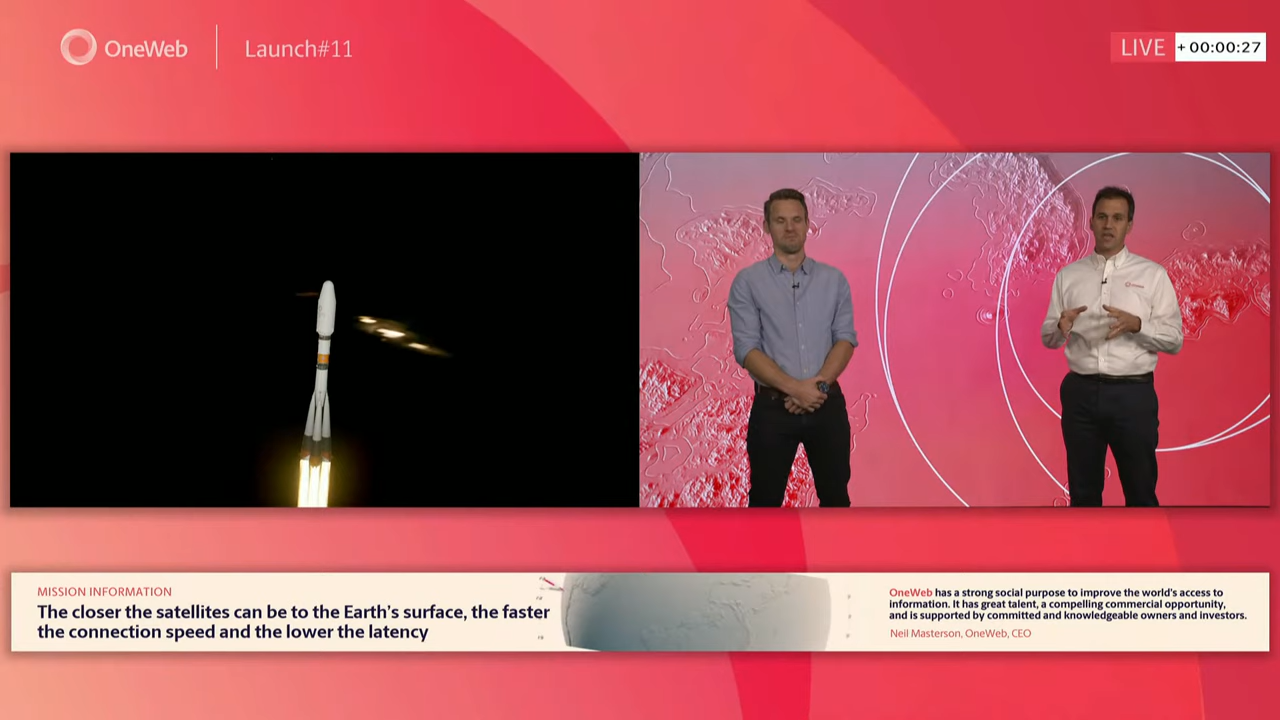 OneWeb
Launch#11
LIVE
+ 00:00:27
MISSION INFORMATION
The closer the satellites can be to the Earth's surface, the faster
the connection speed and the lower the latency
OneWeb has a strong social purpose to improve the world's access to
information. It has great talent, a compelling commercial opportunity,
and is supported by committed and knowledgeable owners and investors.
Neil Masterson, OneWeb, CEO